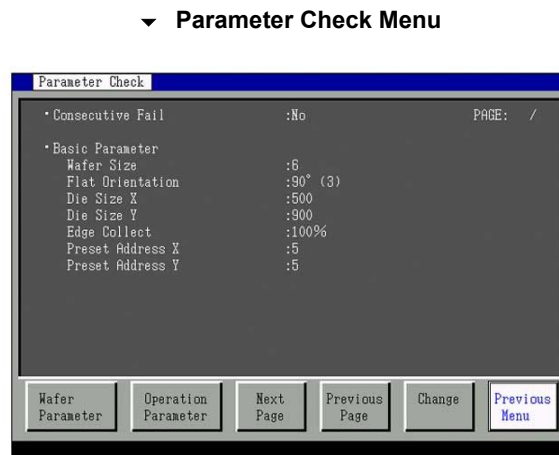 Parameter Check Menu
Parameter Check
・Consecutive Fail :No PAGE: /
・Basic Parameter
Wafer Size :6
Flat Orientation :90° (3)
Die Size X :500
Die Size Y :900
Edge Collect :100%
Preset Address X :5
Preset Address Y :5
Wafer Parameter
Operation Parameter
Next Page
Previous Page
Change
Previous Menu